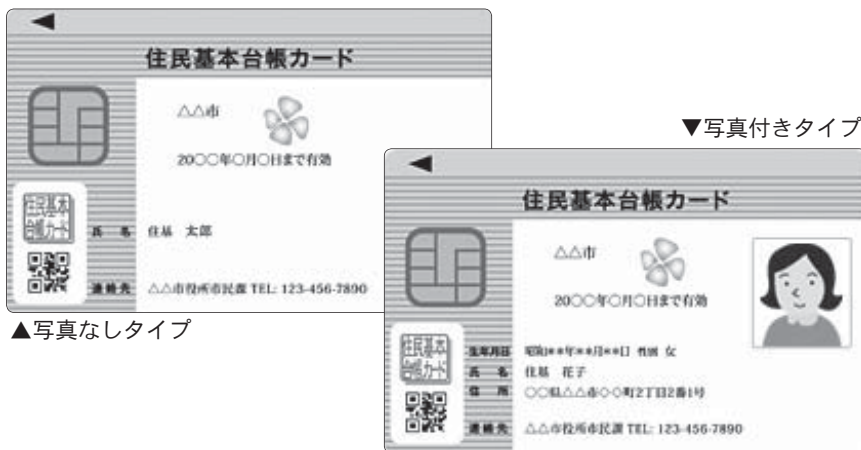 住民基本台帳カード
△△市
20○○年○月○日まで有効
住民基本
台帳カード
氏 名 住基 太郎
連絡先 △△市役所市民課 TEL: 123-456-7890
▲写真なしタイプ
▼写真付きタイプ
住民基本台帳カード
△△市
20○○年○月○日まで有効
住民基本
台帳カード
生年月日 昭和**年**月**日 性別 女
氏 名 住基 花子
住 所 ○○県△△市◇◇町2丁目2番1号
連絡先 △△市役所市民課 TEL: 123-456-7890